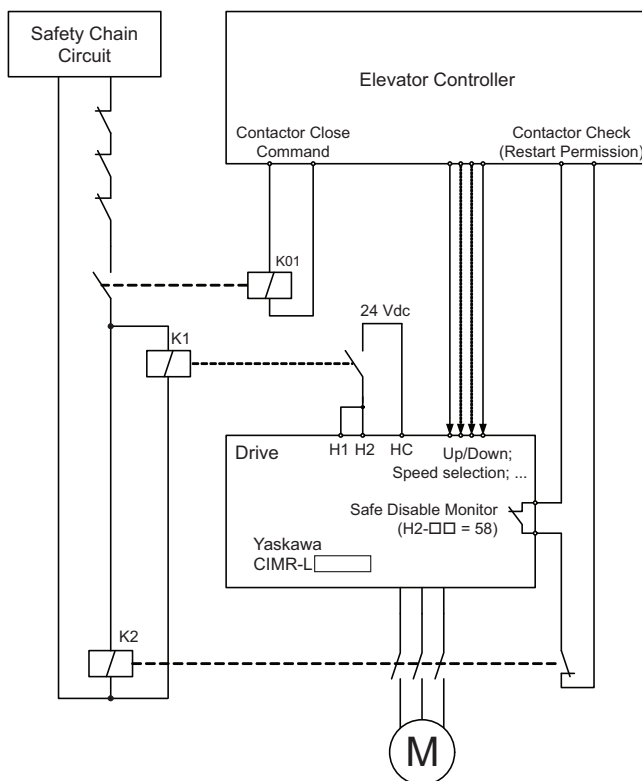 Safety Chain
Circuit
Elevator Controller
Contactor Close
Command
Contactor Check
(Restart Permission)
K01
24 Vdc
K1
Drive
H1
H2
HC
Up/Down;
Speed selection; ...
Safe Disable Monitor
(H2-□□ = 58)
Yaskawa
CIMR-L
K2
M